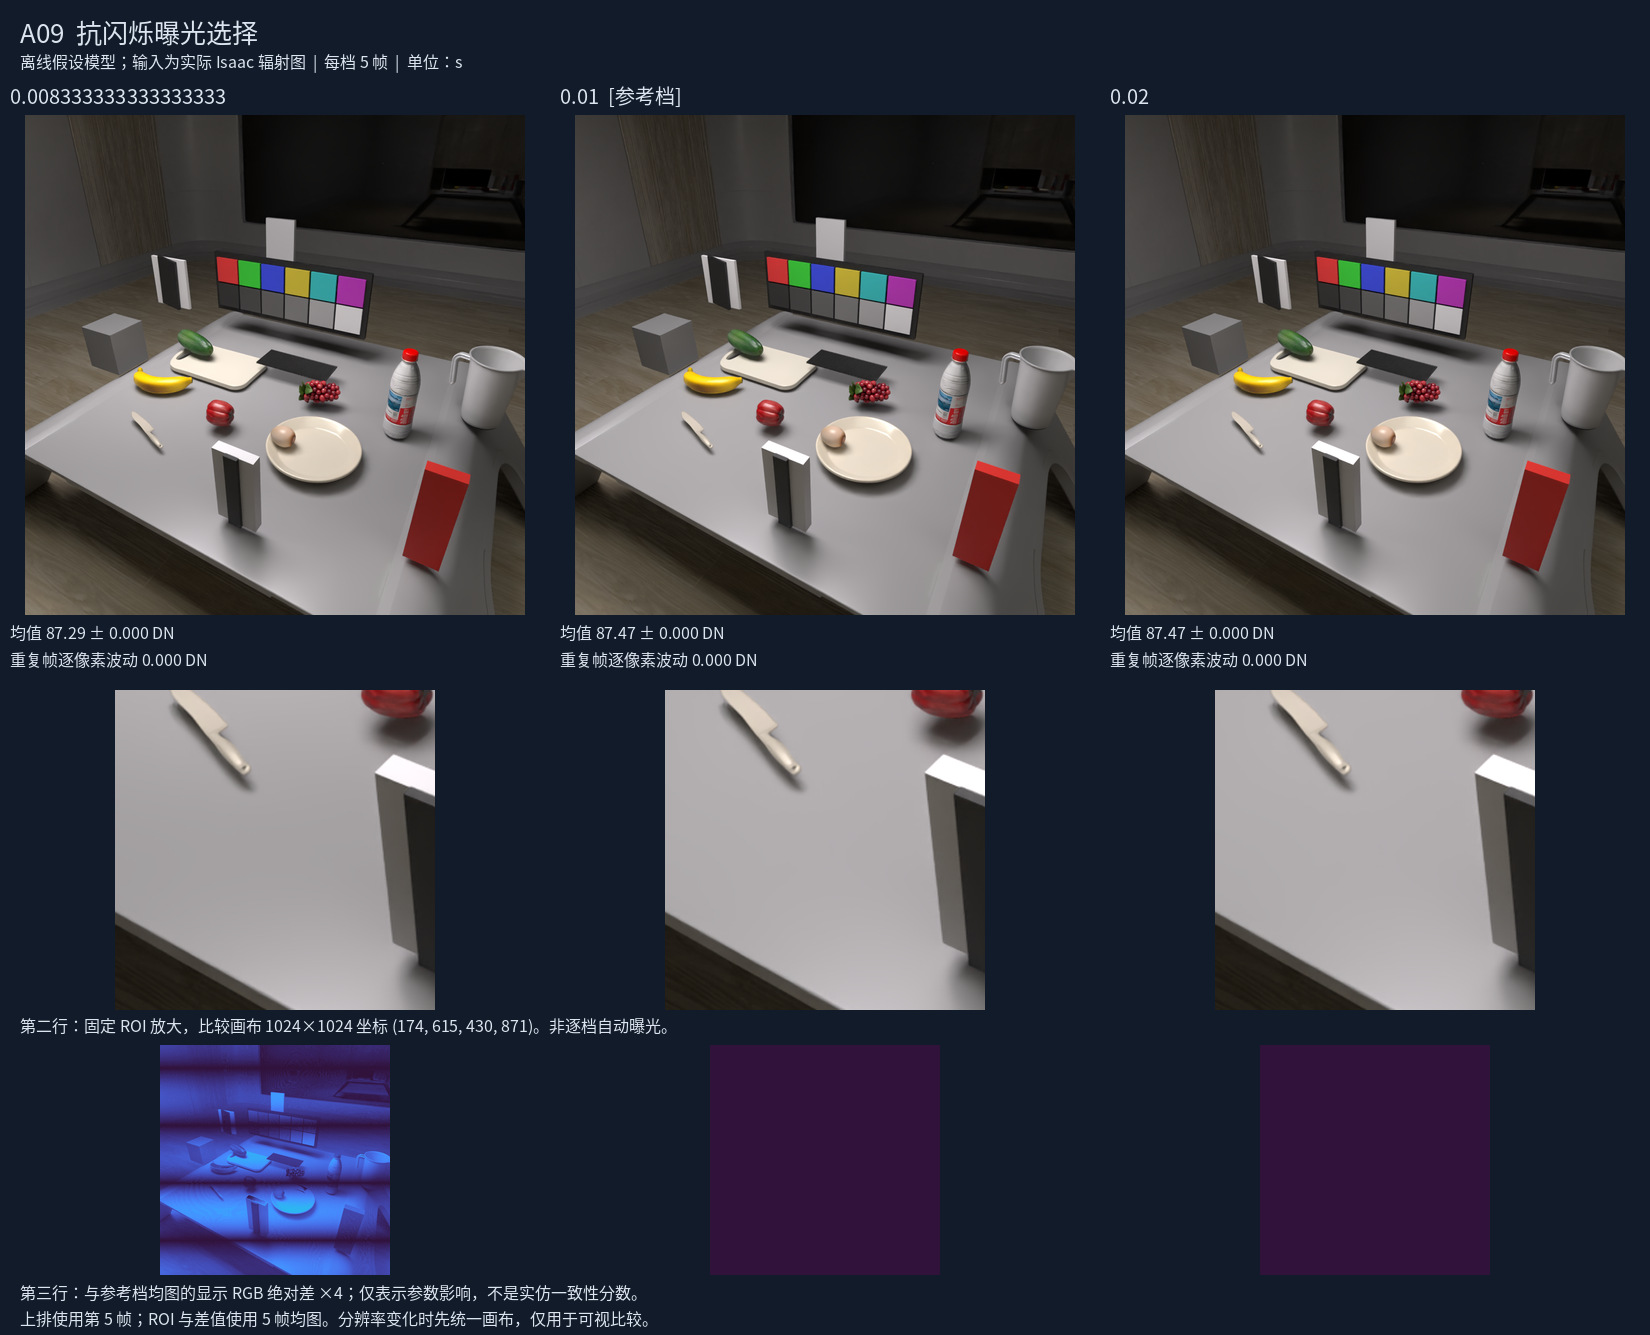 A09 抗闪烁曝光选择
离线假设模型；输入为实际 Isaac 辐射图 | 每档 5 帧 | 单位：s
0.008333333333333333
0.01 [参考档]
0.02
均值 87.29 ± 0.000 DN
重复帧逐像素波动 0.000 DN
均值 87.47 ± 0.000 DN
重复帧逐像素波动 0.000 DN
均值 87.47 ± 0.000 DN
重复帧逐像素波动 0.000 DN
第二行：固定 ROI 放大，比较画布 1024×1024 坐标 (174, 615, 430, 871)。非逐档自动曝光。
第三行：与参考档均图的显示 RGB 绝对差 ×4；仅表示参数影响，不是实仿一致性分数。
上排使用第 5 帧；ROI 与差值使用 5 帧均图。分辨率变化时先统一画布，仅用于可视比较。